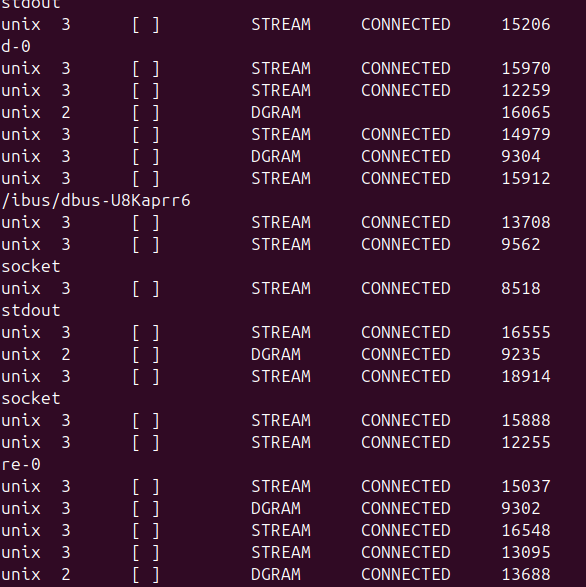 stdout
unix  3      [ ]         STREAM     CONNECTED     15206
d-0
unix  3      [ ]         STREAM     CONNECTED     15970
unix  3      [ ]         STREAM     CONNECTED     12259
unix  2      [ ]         DGRAM                    16065
unix  3      [ ]         STREAM     CONNECTED     14979
unix  3      [ ]         DGRAM      CONNECTED     9304
unix  3      [ ]         STREAM     CONNECTED     15912
/ibus/dbus-U8Kaprr6
unix  3      [ ]         STREAM     CONNECTED     13708
unix  3      [ ]         STREAM     CONNECTED     9562
socket
unix  3      [ ]         STREAM     CONNECTED     8518
stdout
unix  3      [ ]         STREAM     CONNECTED     16555
unix  2      [ ]         DGRAM      CONNECTED     9235
unix  3      [ ]         STREAM     CONNECTED     18914
socket
unix  3      [ ]         STREAM     CONNECTED     15888
unix  3      [ ]         STREAM     CONNECTED     12255
re-0
unix  3      [ ]         STREAM     CONNECTED     15037
unix  3      [ ]         DGRAM      CONNECTED     9302
unix  3      [ ]         STREAM     CONNECTED     16548
unix  3      [ ]         STREAM     CONNECTED     13095
unix  2      [ ]         DGRAM      CONNECTED     13688